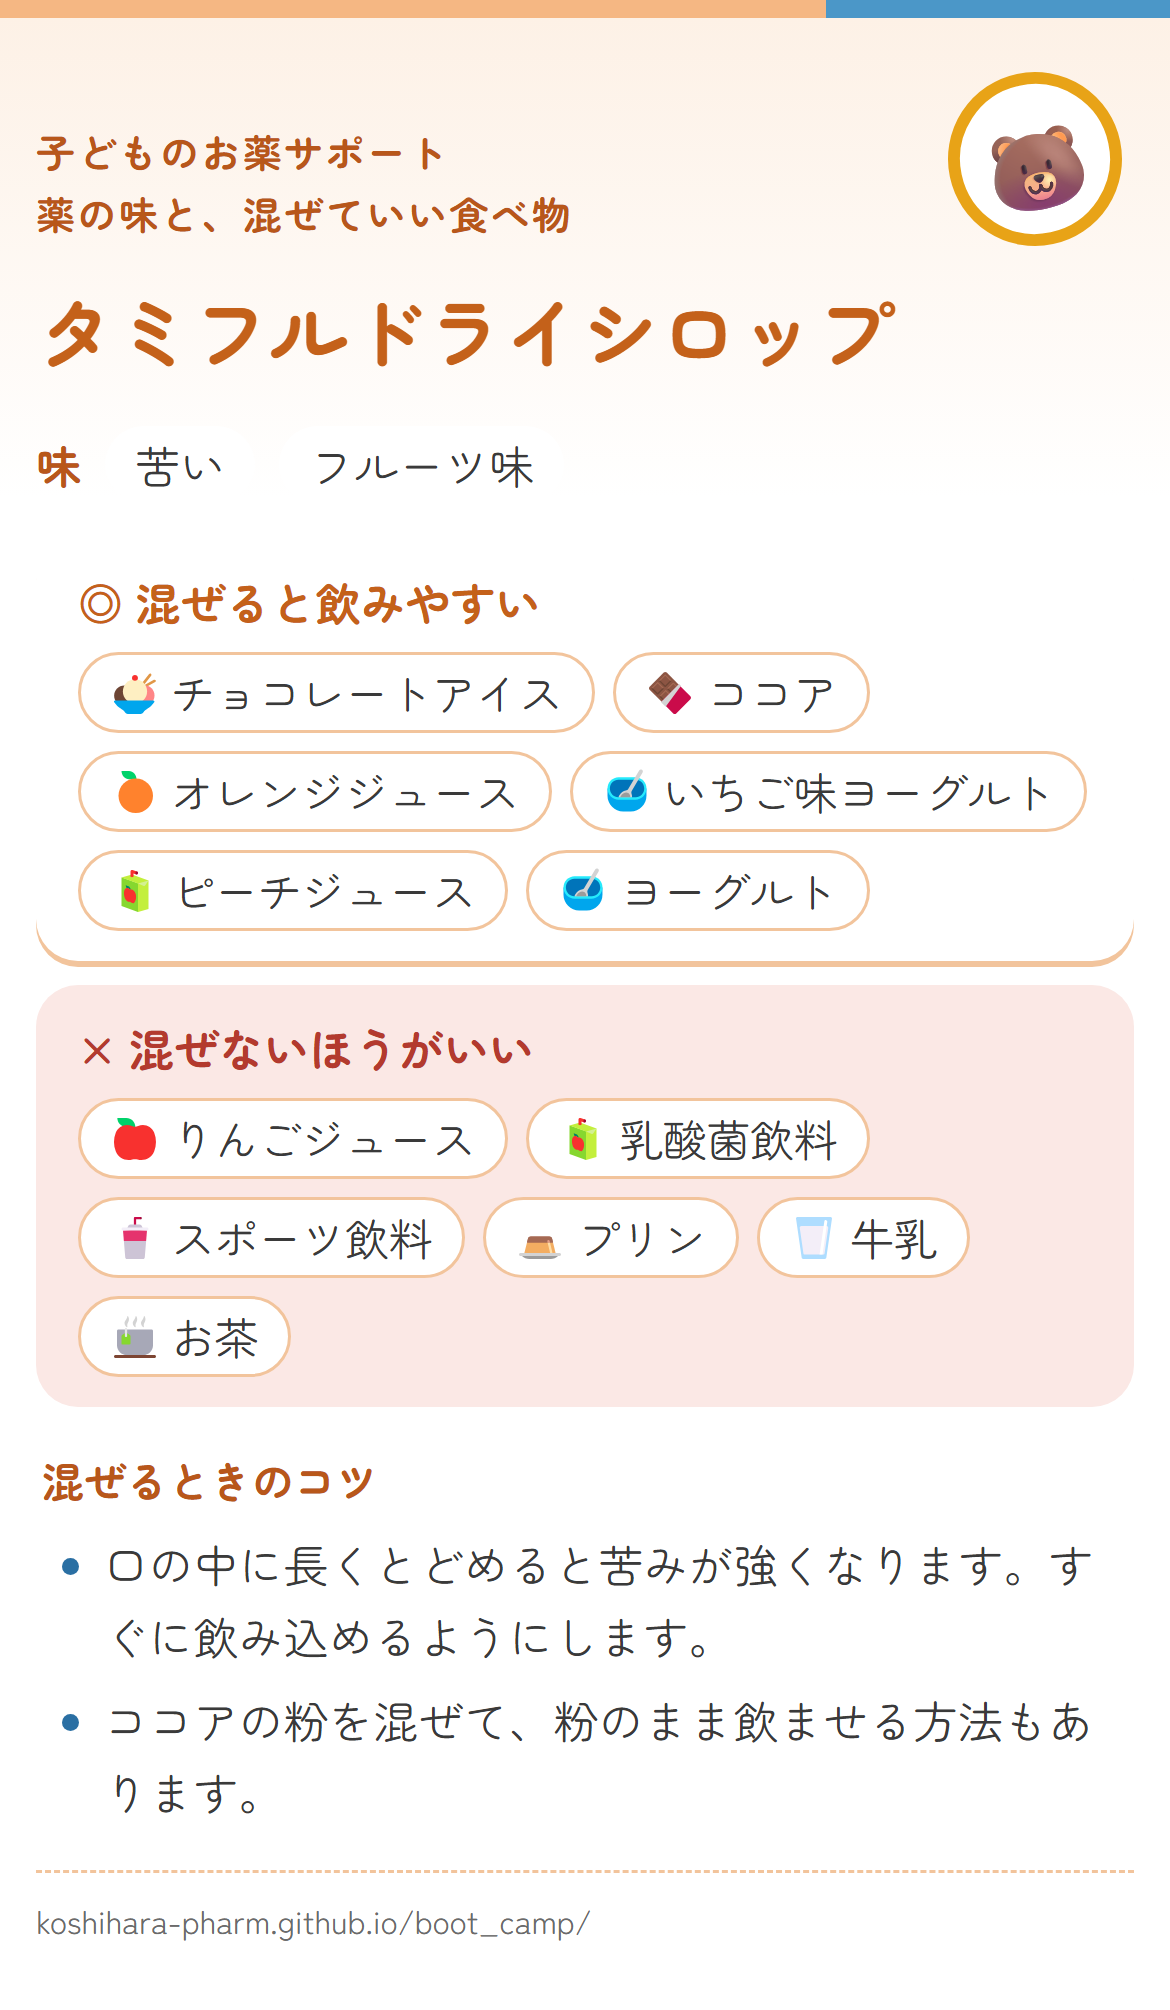 子どものお薬サポート
薬の味と、混ぜていい食べ物
タミフルドライシロップ
味 苦い フルーツ味
◎ 混ぜると飲みやすい
チョコレートアイス ココア
オレンジジュース いちご味ヨーグルト
ピーチジュース ヨーグルト
× 混ぜないほうがいい
りんごジュース 乳酸菌飲料
スポーツ飲料 プリン 牛乳
お茶
混ぜるときのコツ
• 口の中に長くとどめると苦みが強くなります。す
ぐに飲み込めるようにします。
• ココアの粉を混ぜて、粉のまま飲ませる方法もあ
ります。
koshihara-pharm.github.io/boot_camp/